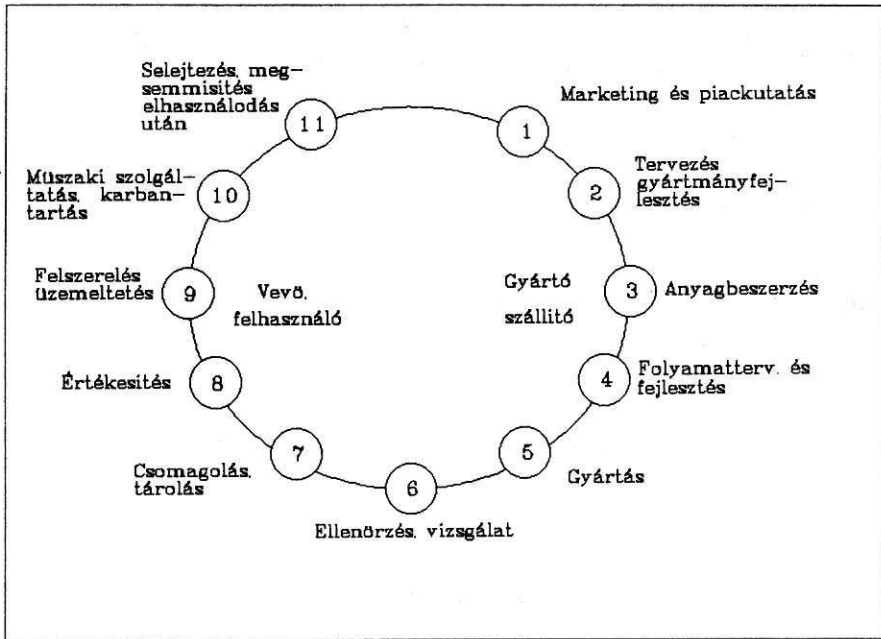 Selejtezés, meg-
semmisités
elhasználodás
után
11
1
Marketing és piackutatás
2
Tervezés
gyártmányfej-
lesztés
Müszaki szolgál-
tatás, karban-
tartás
10
Felszerelés
üzemeltetés
9
Vevö,
felhasználó
Gyártó
szállitó
3
Anyagbeszerzés
Értékesités
8
4
Folyamatterv. és
fejlesztés
Csomagolás,
tárolás
7
5
Gyártás
6
Ellenörzés, vizsgálat